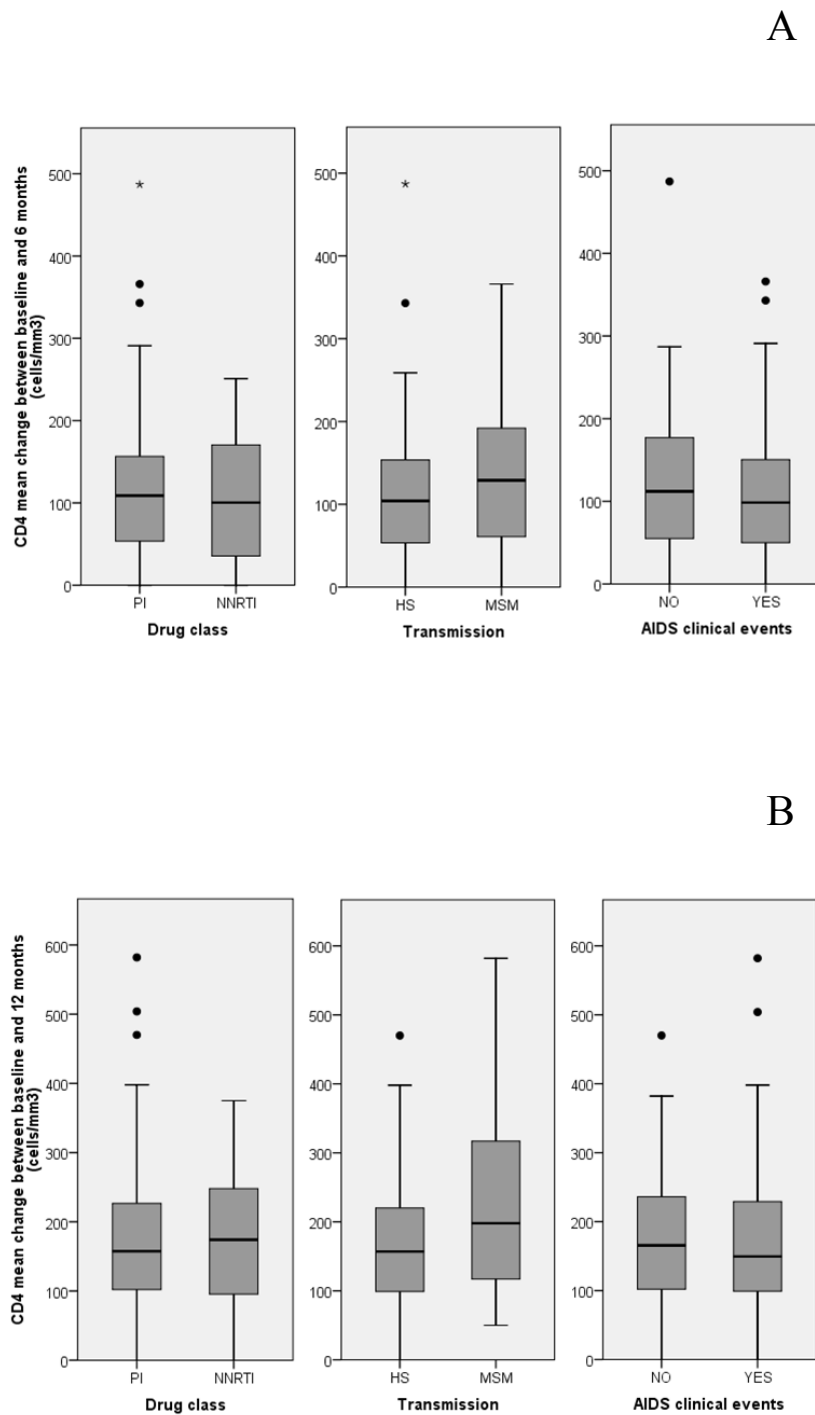 A
CD4 mean change between baseline and 6 months
(cells/mm3)
500
400
300
200
100
0
PI NNRTI
Drug class
500
400
300
200
100
0
HS MSM
Transmission
500
400
300
200
100
0
NO YES
AIDS clinical events
B
CD4 mean change between baseline and 12 months
(cells/mm3)
600
500
400
300
200
100
0
PI NNRTI
Drug class
600
500
400
300
200
100
0
HS MSM
Transmission
600
500
400
300
200
100
0
NO YES
AIDS clinical events